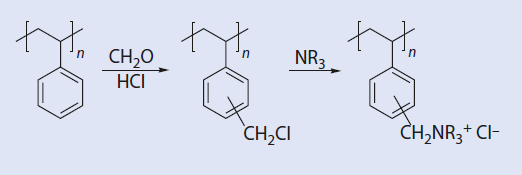 n
CH₂O
HCl
n
CH₂Cl
NR₃
n
CH₂NR₃⁺ Cl⁻